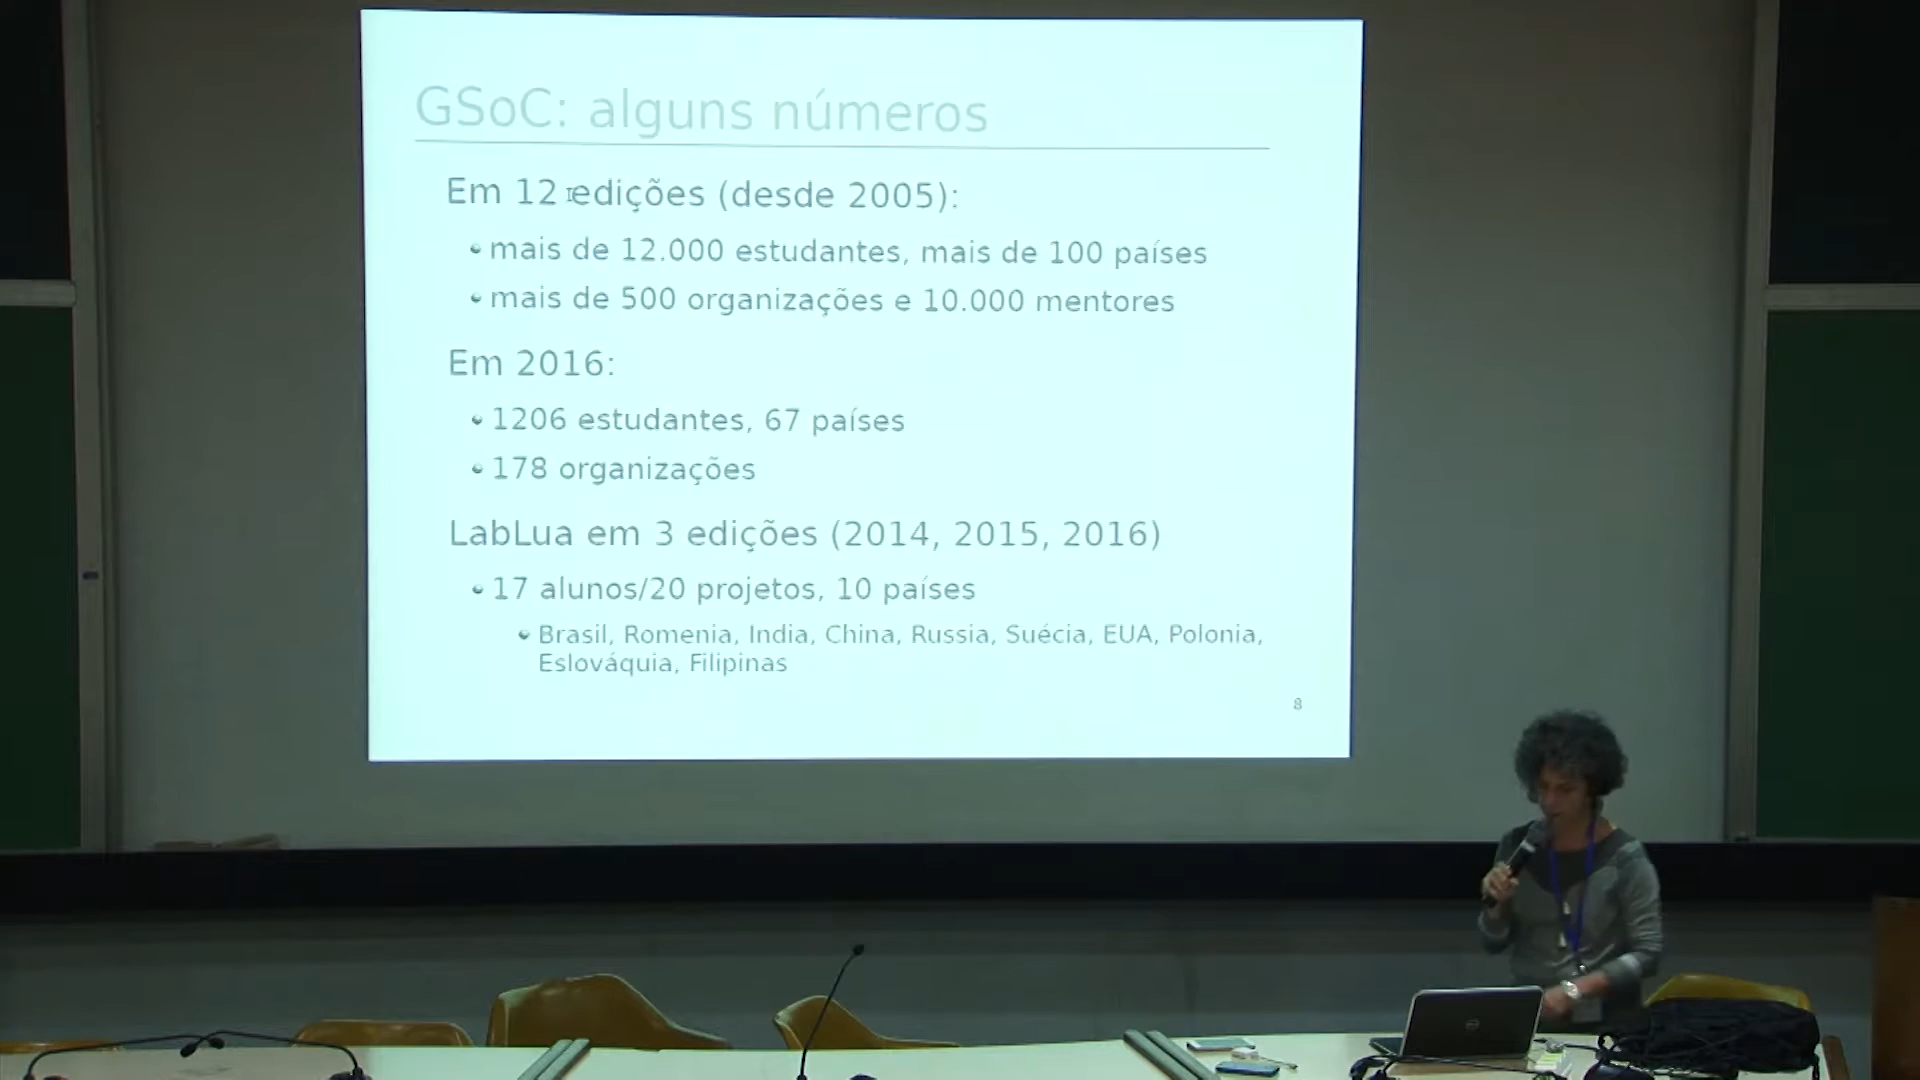 GSoC: alguns números
Em 12 edições (desde 2005):
mais de 12.000 estudantes, mais de 100 países
mais de 500 organizações e 10.000 mentores
Em 2016:
1206 estudantes, 67 países
178 organizações
LabLua em 3 edições (2014, 2015, 2016)
17 alunos/20 projetos, 10 países
Brasil, Romenia, India, China, Russia, Suécia, EUA, Polonia,
Eslováquia, Filipinas
8